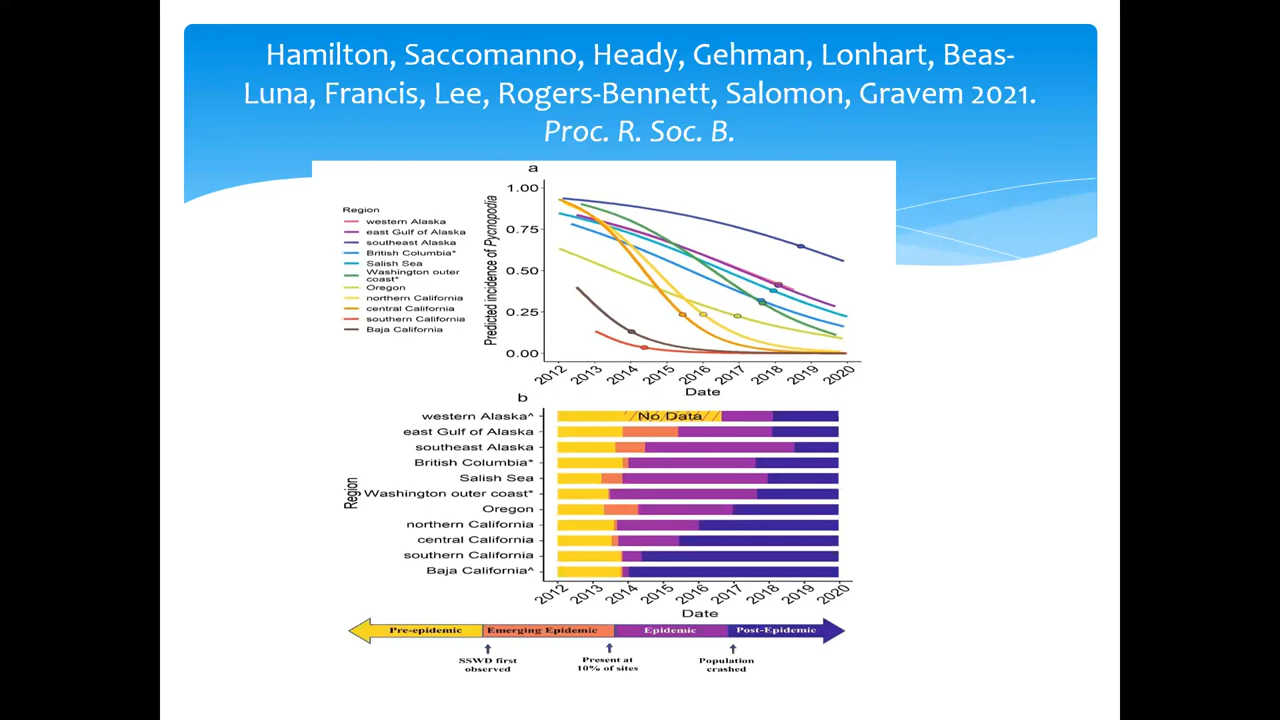 Hamilton, Saccomanno, Heady, Gehman, Lonhart, Beas-
Luna, Francis, Lee, Rogers-Bennett, Salomon, Gravem 2021.
Proc. R. Soc. B.
a
Region
western Alaska
east Gulf of Alaska
southeast Alaska
British Columbia*
Salish Sea
Washington outer
coast*
Oregon
northern California
central California
southern California
Baja California
Predicted incidence of Pycnopodia
1.00
0.75
0.50
0.25
0.00
2012 2013 2014 2015 2016 2017 2018 2019 2020
Date
b
Region
western Alaska^
No Data
east Gulf of Alaska
southeast Alaska
British Columbia*
Salish Sea
Washington outer coast*
Oregon
northern California
central California
southern California
Baja California^
2012 2013 2014 2015 2016 2017 2018 2019 2020
Date
Pre-epidemic Emerging Epidemic Epidemic Post-Epidemic
SSWD first
observed
Present at
10% of sites
Population
crashed